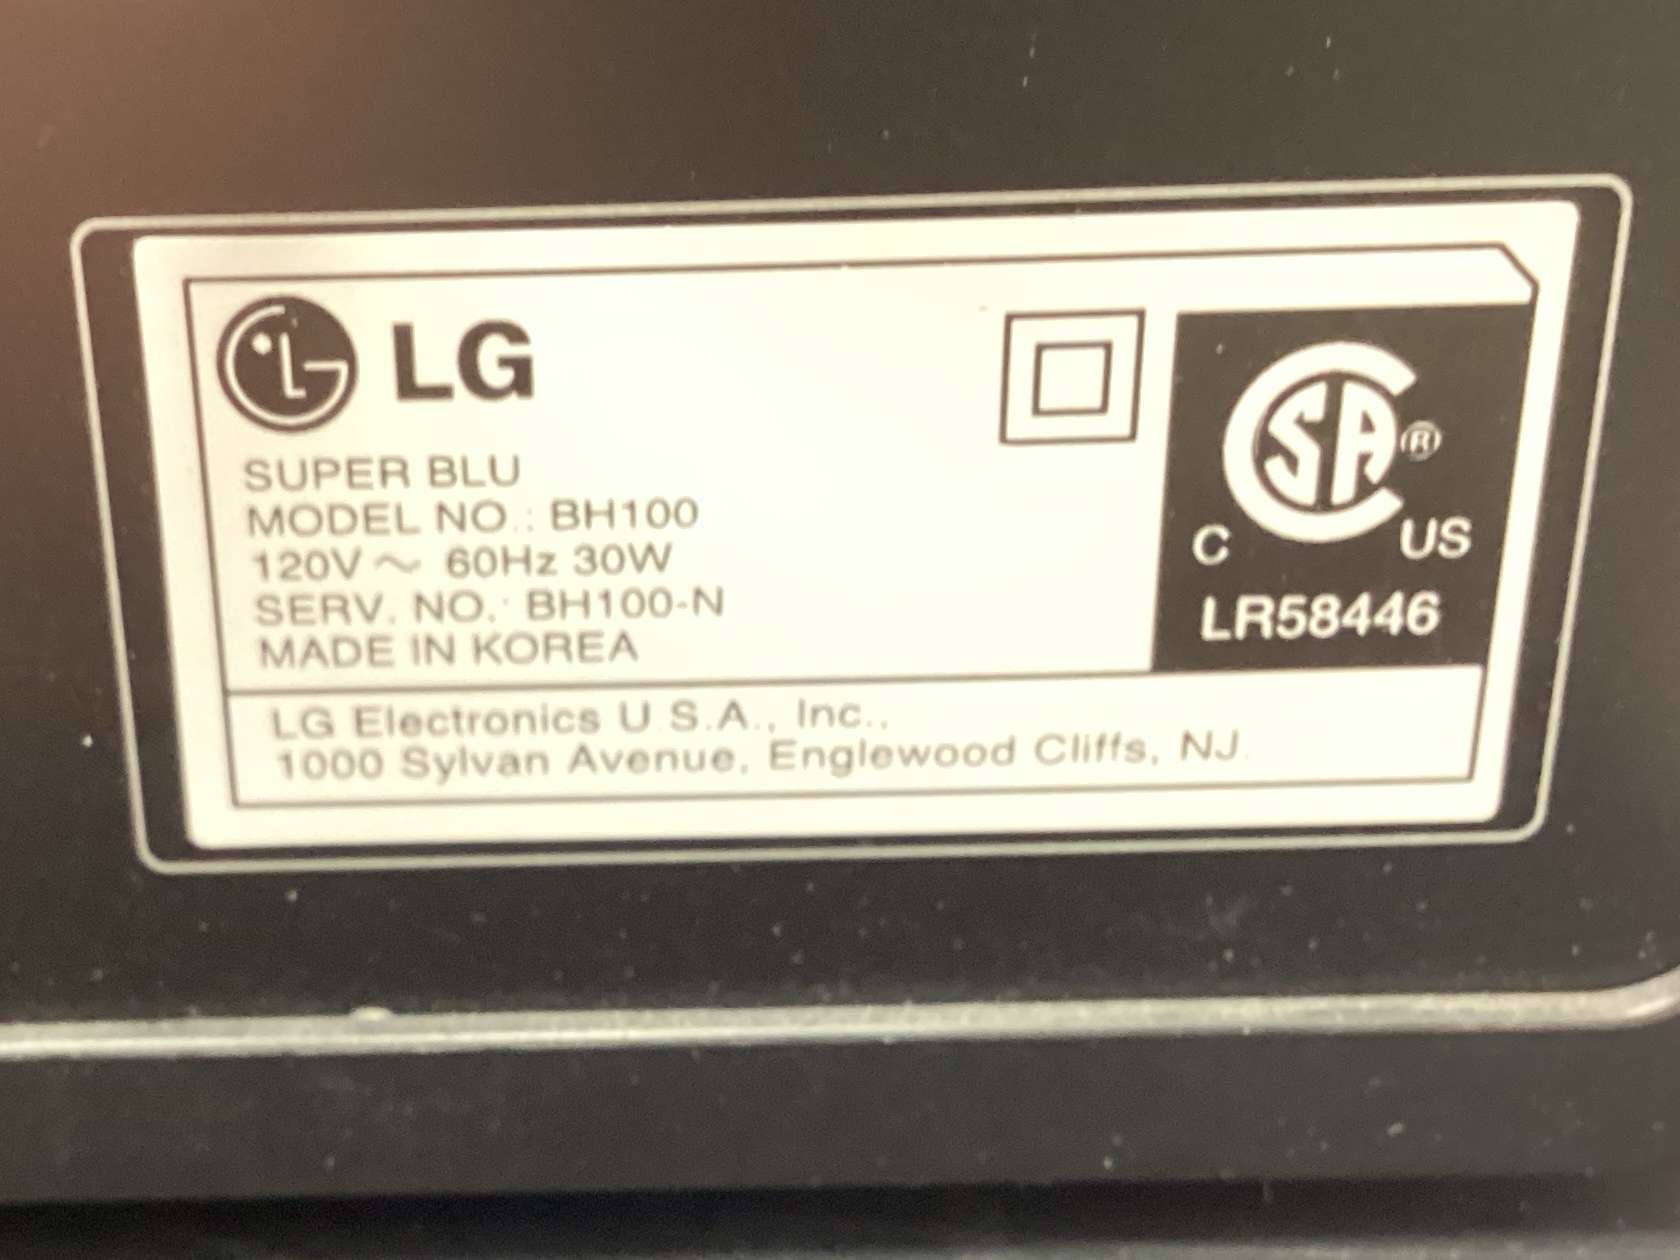 LG
SUPER BLU
MODEL NO.: BH100
120V ~ 60Hz 30W
SERV. NO.: BH100-N
MADE IN KOREA
CSA ®
C US
LR58446
LG Electronics U.S.A., Inc.,
1000 Sylvan Avenue, Englewood Cliffs, NJ.